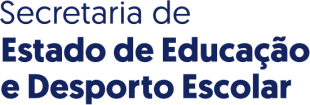 Secretaria de
Estado de Educação
e Desporto Escolar